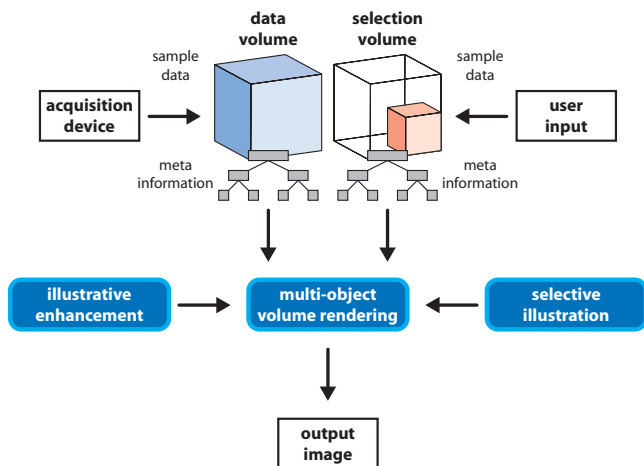 data
volume
selection
volume
sample
data
sample
data
acquisition
device
user
input
meta
information
meta
information
illustrative
enhancement
multi-object
volume rendering
selective
illustration
output
image